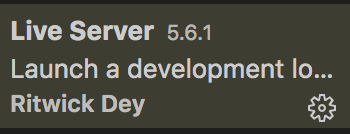 Live Server 5.6.1
Launch a development lo...
Ritwick Dey